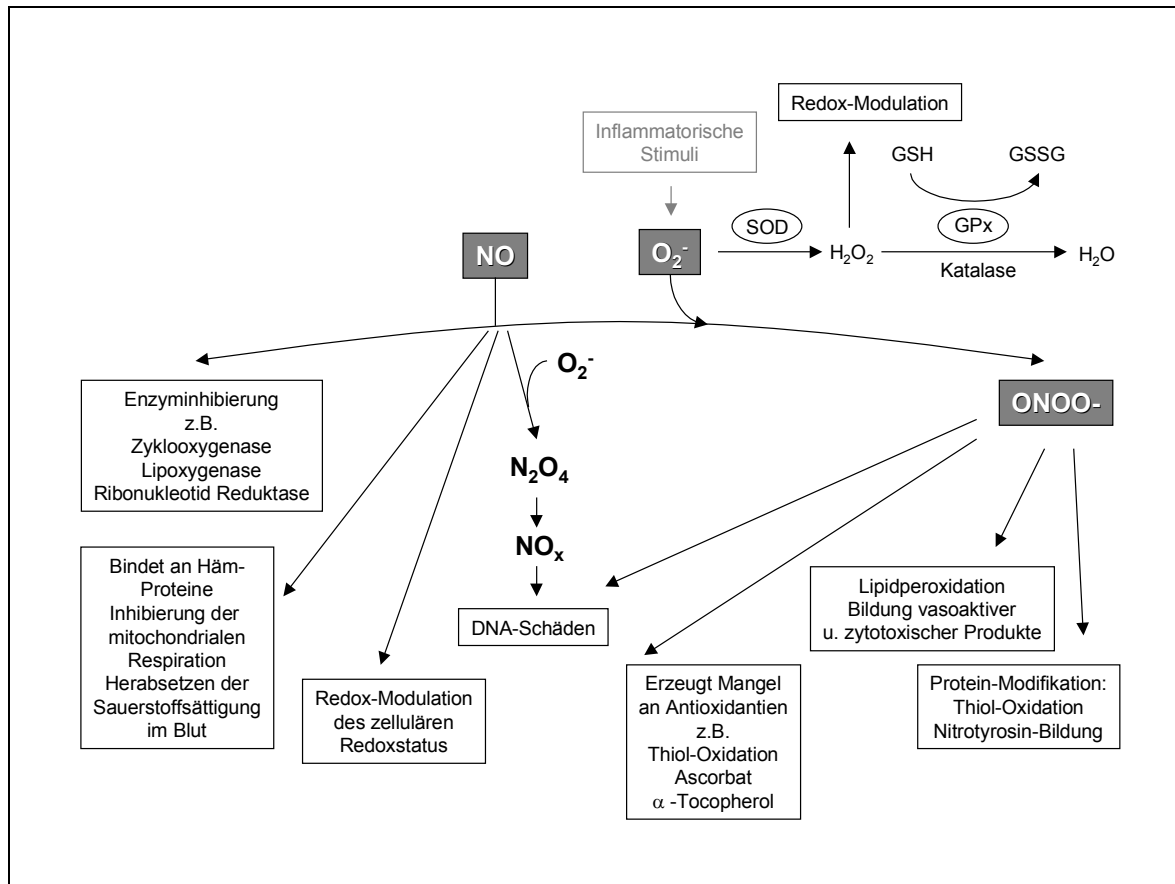 Redox-Modulation
Inflammatorische
Stimuli
GSH
GSSG
SOD
GPx
NO
O₂⁻
H₂O₂
Katalase
H₂O
O₂⁻
Enzyminhibierung
z.B.
Zyklooxygenase
Lipoxygenase
Ribonukleotid Reduktase
ONOO-
N₂O₄
NOₓ
Bindet an Häm-
Proteine
Inhibierung der
mitochondrialen
Respiration
Herabsetzen der
Sauerstoffsättigung
im Blut
DNA-Schäden
Lipidperoxidation
Bildung vasoaktiver
u. zytotoxischer Produkte
Redox-Modulation
des zellulären
Redoxstatus
Erzeugt Mangel
an Antioxidantien
z.B.
Thiol-Oxidation
Ascorbat
α -Tocopherol
Protein-Modifikation:
Thiol-Oxidation
Nitrotyrosin-Bildung